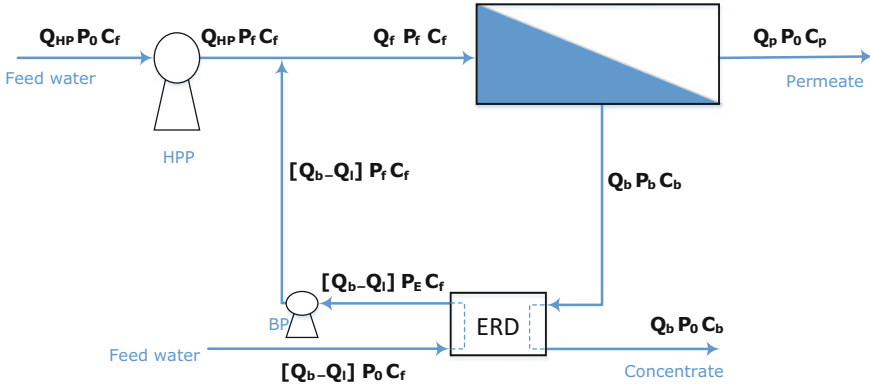 Q_HP P_0 C_f
Q_HP P_f C_f
Q_f P_f C_f
Q_p P_0 C_p
Feed water
Permeate
HPP
[Q_b–Q_l] P_f C_f
Q_b P_b C_b
[Q_b–Q_l] P_E C_f
BP
ERD
Q_b P_0 C_b
Feed water
[Q_b–Q_l] P_0 C_f
Concentrate